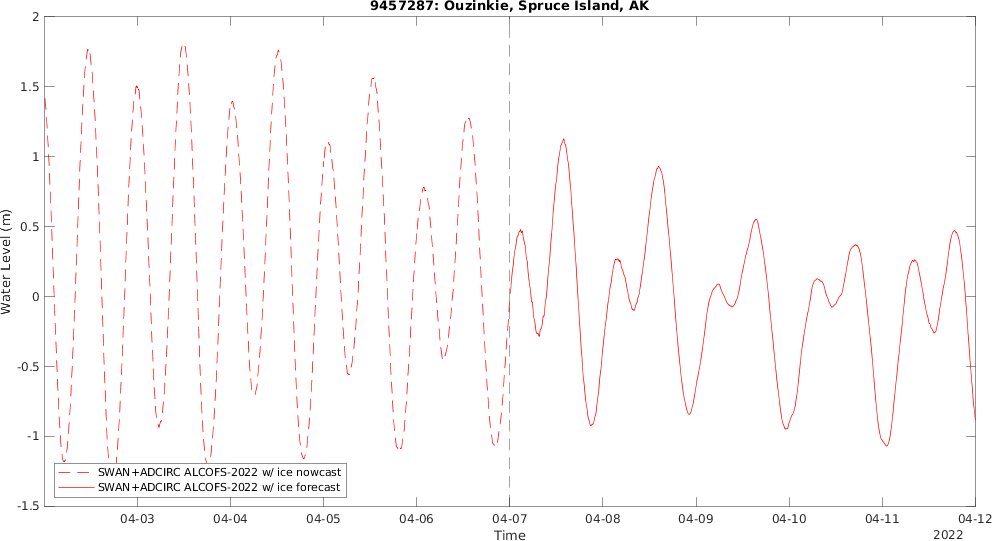 9457287: Ouzinkie, Spruce Island, AK
2
1.5
1
0.5
0
-0.5
-1
-1.5
Water Level (m)
SWAN+ADCIRC ALCOFS-2022 w/ ice nowcast
SWAN+ADCIRC ALCOFS-2022 w/ ice forecast
04-03 04-04 04-05 04-06 04-07 04-08 04-09 04-10 04-11 04-12
Time
2022